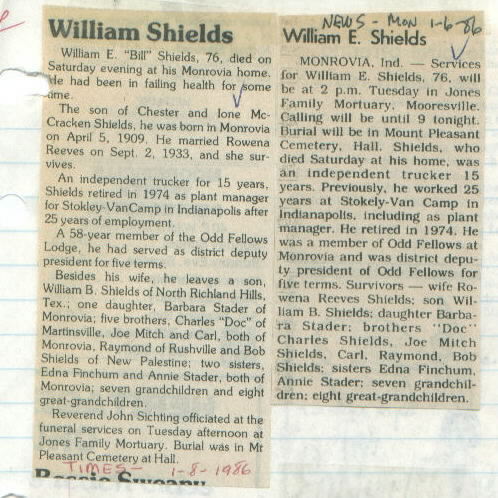 William Shields
William E. "Bill" Shields, 76, died on
Saturday evening at his Monrovia home.
He had been in failing health for some
time.
The son of Chester and Ione Mc-
Cracken Shields, he was born in Monrovia
on April 5, 1909. He married Rowena
Reeves on Sept. 2, 1933, and she sur-
vives.
An independent trucker for 15 years,
Shields retired in 1974 as plant manager
for Stokley-VanCamp in Indianapolis after
25 years of employment.
A 58-year member of the Odd Fellows
Lodge, he had served as district deputy
president for five terms.
Besides his wife, he leaves a son,
William B. Shields of North Richland Hills,
Tex.; one daughter, Barbara Stader of
Monrovia; five brothers, Charles "Doc" of
Martinsville, Joe Mitch and Carl, both of
Monrovia, Raymond of Rushville and Bob
Shields of New Palestine; two sisters,
Edna Finchum and Annie Stader, both of
Monrovia; seven grandchildren and eight
great-grandchildren.
Reverend John Sichting officiated at the
funeral services on Tuesday afternoon at
Jones Family Mortuary. Burial was in Mt
Pleasant Cemetery at Hall.
TIMES- 1-8-1986
Bessie Sweany
NEWS - MON 1-6-86
William E. Shields
MONROVIA, Ind. — Services
for William E. Shields, 76, will
be at 2 p.m. Tuesday in Jones
Family Mortuary, Mooresville.
Calling will be until 9 tonight.
Burial will be in Mount Pleasant
Cemetery, Hall. Shields, who
died Saturday at his home, was
an independent trucker 15
years. Previously, he worked 25
years at Stokely-Van Camp in
Indianapolis, including as plant
manager. He retired in 1974. He
was a member of Odd Fellows at
Monrovia and was district depu-
ty president of Odd Fellows for
five terms. Survivors — wife Ro-
wena Reeves Shields; son Wil-
liam B. Shields; daughter Barba-
ra Stader; brothers "Doc"
Charles Shields, Joe Mitch
Shields, Carl, Raymond, Bob
Shields; sisters Edna Finchum,
Annie Stader; seven grandchil-
dren; eight great-grandchildren.